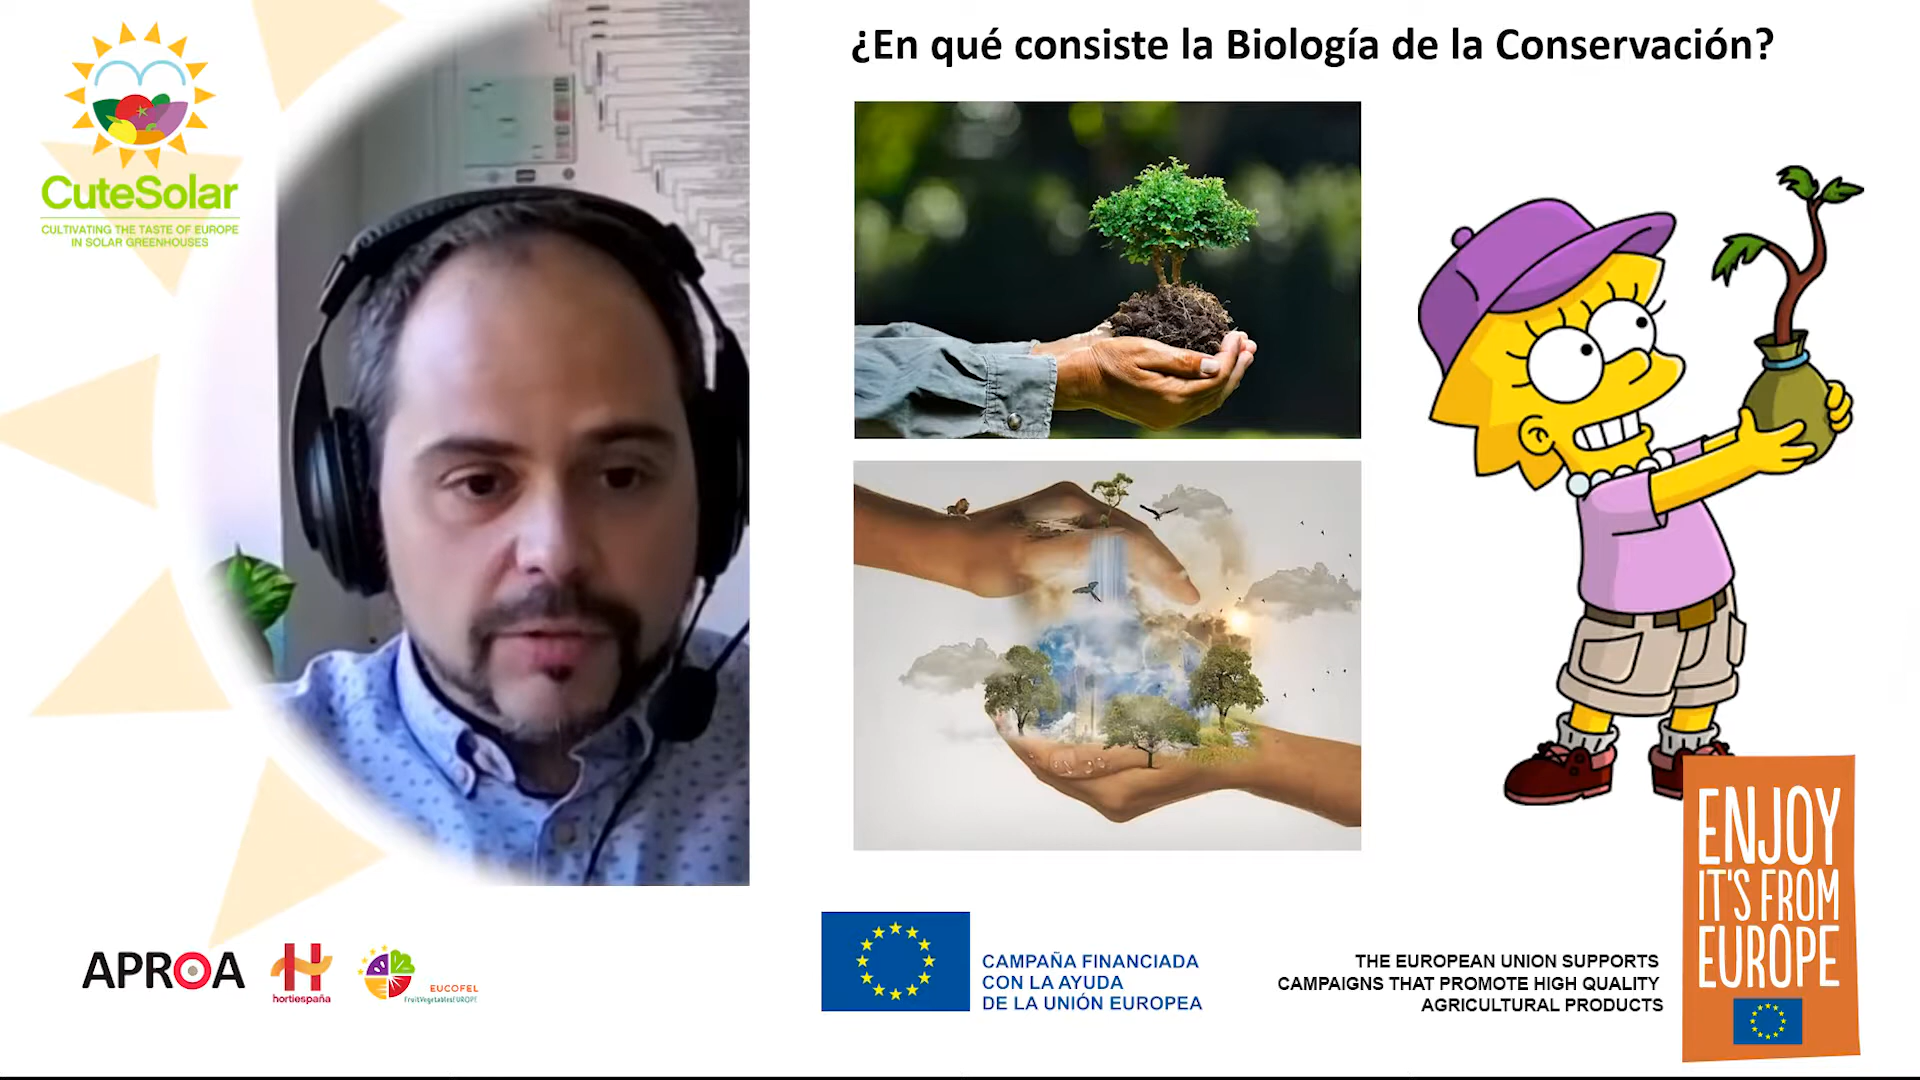 ¿En qué consiste la Biología de la Conservación?
CuteSolar
CULTIVATING THE TASTE OF EUROPE
IN SOLAR GREENHOUSES
APROA
hortiespaña
EUCOFEL
FruitVegetablesEUROPE
CAMPAÑA FINANCIADA
CON LA AYUDA
DE LA UNIÓN EUROPEA
THE EUROPEAN UNION SUPPORTS
CAMPAIGNS THAT PROMOTE HIGH QUALITY
AGRICULTURAL PRODUCTS
ENJOY
IT'S FROM
EUROPE